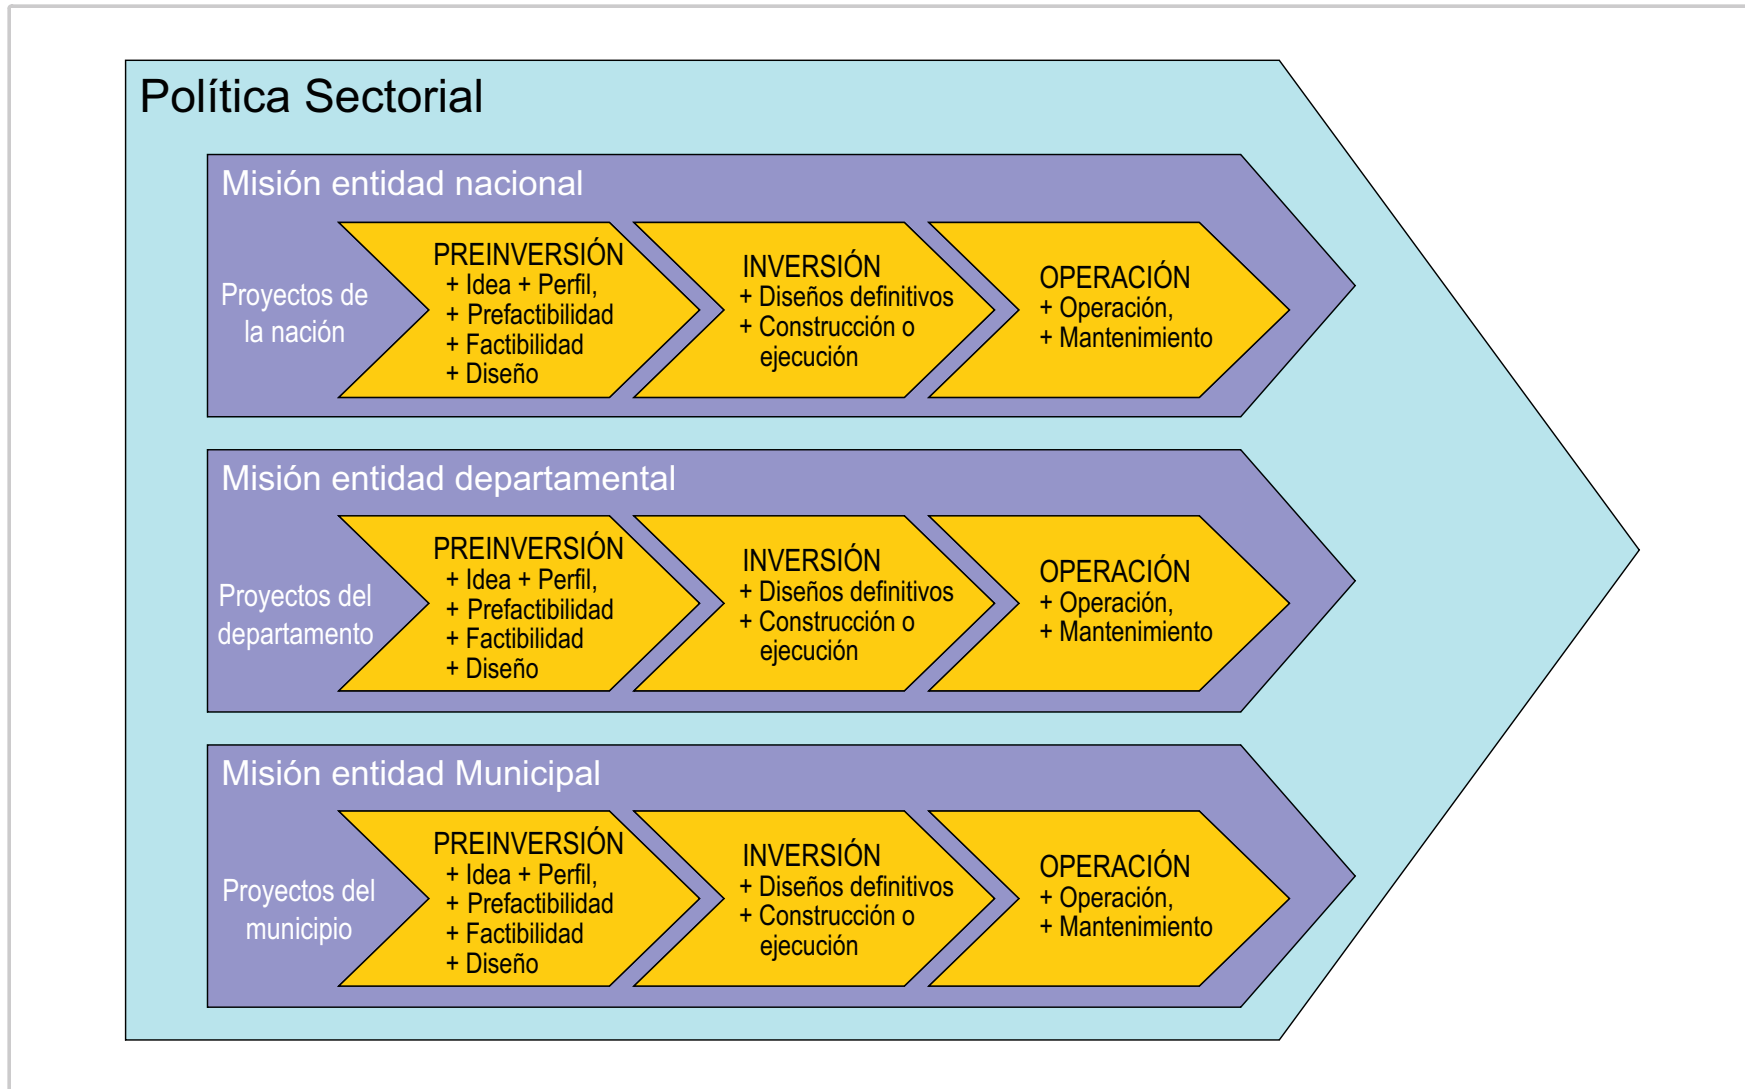 Política Sectorial
Misión entidad nacional
Proyectos de
la nación
PREINVERSIÓN
+ Idea + Perfil,
+ Prefactibilidad
+ Factibilidad
+ Diseño
INVERSIÓN
+ Diseños definitivos
+ Construcción o
ejecución
OPERACIÓN
+ Operación,
+ Mantenimiento
Misión entidad departamental
Proyectos del
departamento
PREINVERSIÓN
+ Idea + Perfil,
+ Prefactibilidad
+ Factibilidad
+ Diseño
INVERSIÓN
+ Diseños definitivos
+ Construcción o
ejecución
OPERACIÓN
+ Operación,
+ Mantenimiento
Misión entidad Municipal
Proyectos del
municipio
PREINVERSIÓN
+ Idea + Perfil,
+ Prefactibilidad
+ Factibilidad
+ Diseño
INVERSIÓN
+ Diseños definitivos
+ Construcción o
ejecución
OPERACIÓN
+ Operación,
+ Mantenimiento